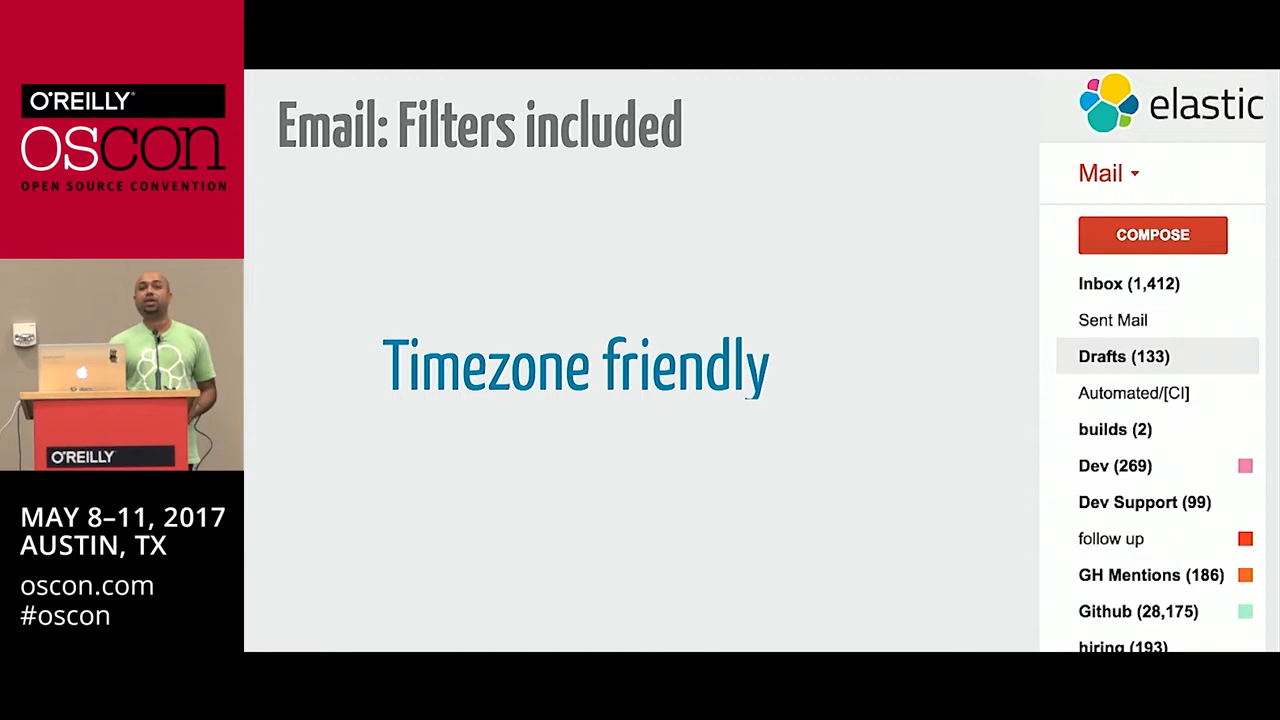 O'REILLY®
OSCON
OPEN SOURCE CONVENTION
O'REILLY
MAY 8–11, 2017
AUSTIN, TX
oscon.com
#oscon
Email: Filters included
Timezone friendly
elastic
Mail
COMPOSE
Inbox (1,412)
Sent Mail
Drafts (133)
Automated/[CI]
builds (2)
Dev (269)
Dev Support (99)
follow up
GH Mentions (186)
Github (28,175)
hiring (193)